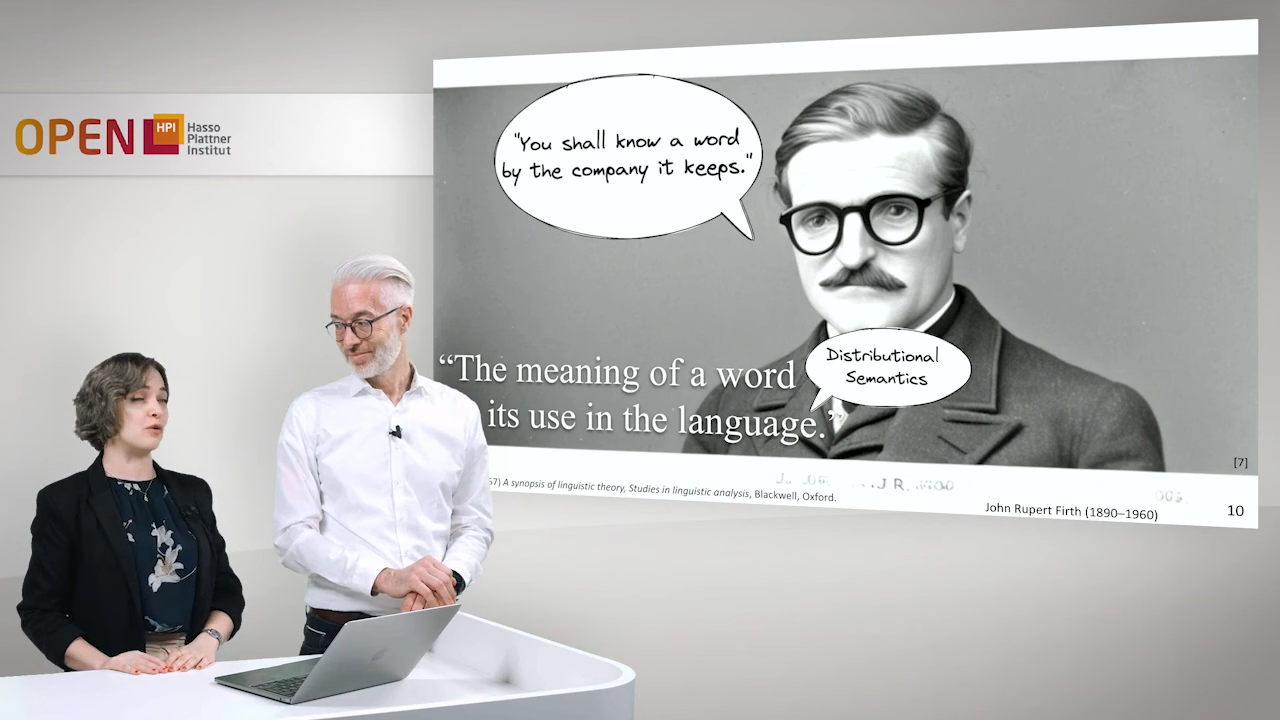 OPEN HPI Hasso
Plattner
Institut
"You shall know a word
by the company it keeps."
“The meaning of a word
its use in the language.”
Distributional
Semantics
[7]
57) A synopsis of linguistic theory, Studies in linguistic analysis, Blackwell, Oxford.
John Rupert Firth (1890–1960)
10